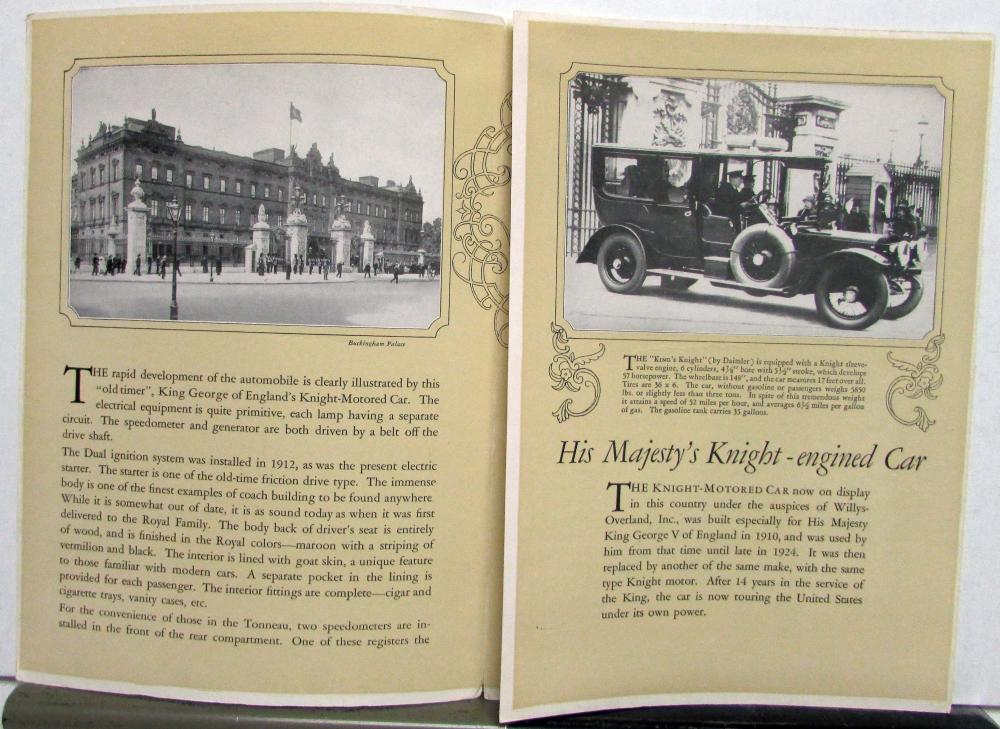 Buckingham Palace
THE rapid development of the automobile is clearly illustrated by this
"old timer", King George of England's Knight-Motored Car. The
electrical equipment is quite primitive, each lamp having a separate
circuit. The speedometer and generator are both driven by a belt off the
drive shaft.
The Dual ignition system was installed in 1912, as was the present electric
starter. The starter is one of the old-time friction drive type. The immense
body is one of the finest examples of coach building to be found anywhere
While it is somewhat out of date, it is as sound today as when it was first
delivered to the Royal Family. The body back of driver's seat is entirely
of wood, and is finished in the Royal colors—maroon with a striping of
vermilion and black. The interior is lined with goat skin, a unique feature
to those familiar with modern cars. A separate pocket in the lining is
provided for each passenger. The interior fittings are complete—cigar and
cigarette trays, vanity cases, etc.
For the convenience of those in the Tonneau, two speedometers are in-
stalled in the front of the rear compartment. One of these registers the
THE "KING'S Knight" (by Daimler) is equipped with a Knight sleeve-
valve engine, 6 cylinders, 4⅞" bore with 5½" stroke, which develops
57 horsepower. The wheelbase is 149", and the car measures 17 feet over all.
Tires are 36 x 6. The car, without gasoline or passengers weighs 5850
lbs. or slightly less than three tons. In spite of this tremendous weight
it attains a speed of 52 miles per hour, and averages 6½ miles per gallon
of gas. The gasoline tank carries 35 gallons.
His Majesty's Knight-engined Car
THE KNIGHT-MOTORED CAR now on display
in this country under the auspices of Willys-
Overland, Inc., was built especially for His Majesty
King George V of England in 1910, and was used by
him from that time until late in 1924. It was then
replaced by another of the same make, with the same
type Knight motor. After 14 years in the service of
the King, the car is now touring the United States
under its own power.